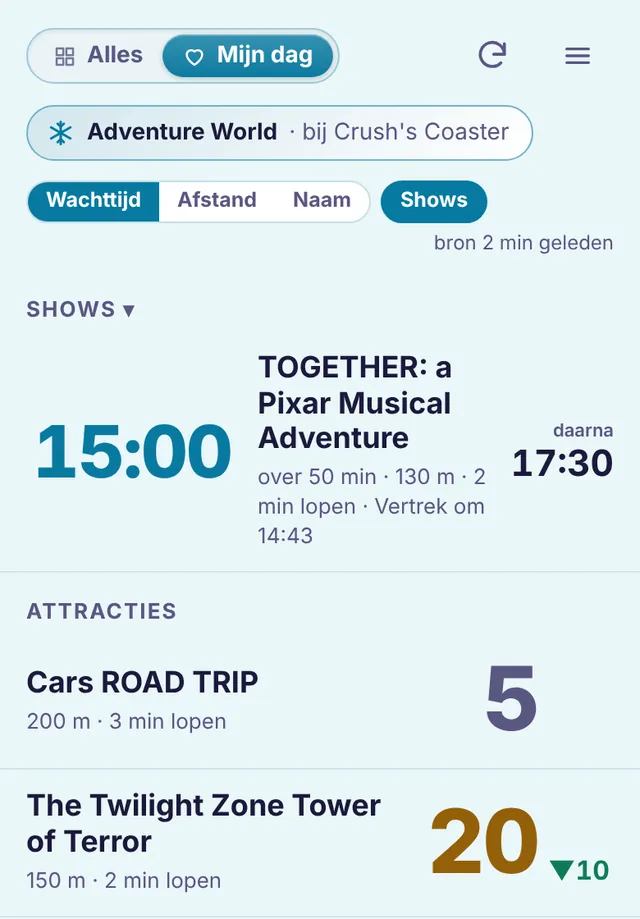 Alles Mijn dag
Adventure World · bij Crush's Coaster
Wachttijd Afstand Naam Shows
bron 2 min geleden
SHOWS ▼
15:00
TOGETHER: a
Pixar Musical
Adventure
over 50 min · 130 m · 2
min lopen · Vertrek om
14:43
daarna
17:30
ATTRACTIES
Cars ROAD TRIP
200 m · 3 min lopen
5
The Twilight Zone Tower
of Terror
150 m · 2 min lopen
20 ▼10